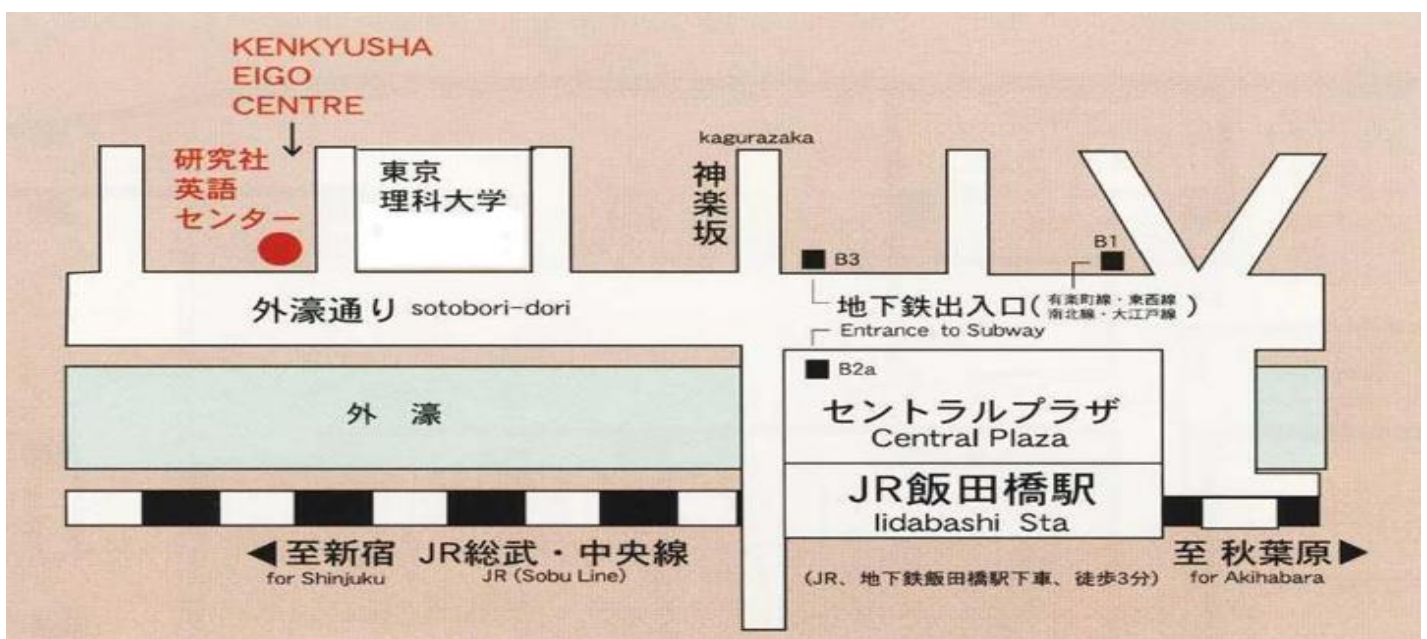 KENKYUSHA
EIGO
CENTRE
研究社
英語
センター
東京
理科大学
kagurazaka
神楽坂
B3
B1
外濠通り sotobori-dori
地下鉄出入口(有楽町線・東西線
南北線・大江戸線)
Entrance to Subway
B2a
セントラルプラザ
Central Plaza
外濠
JR飯田橋駅
Iidabashi Sta
◀至新宿 JR総武・中央線
for Shinjuku JR (Sobu Line)
(JR、地下鉄飯田橋駅下車、徒歩3分)
至 秋葉原▶
for Akihabara